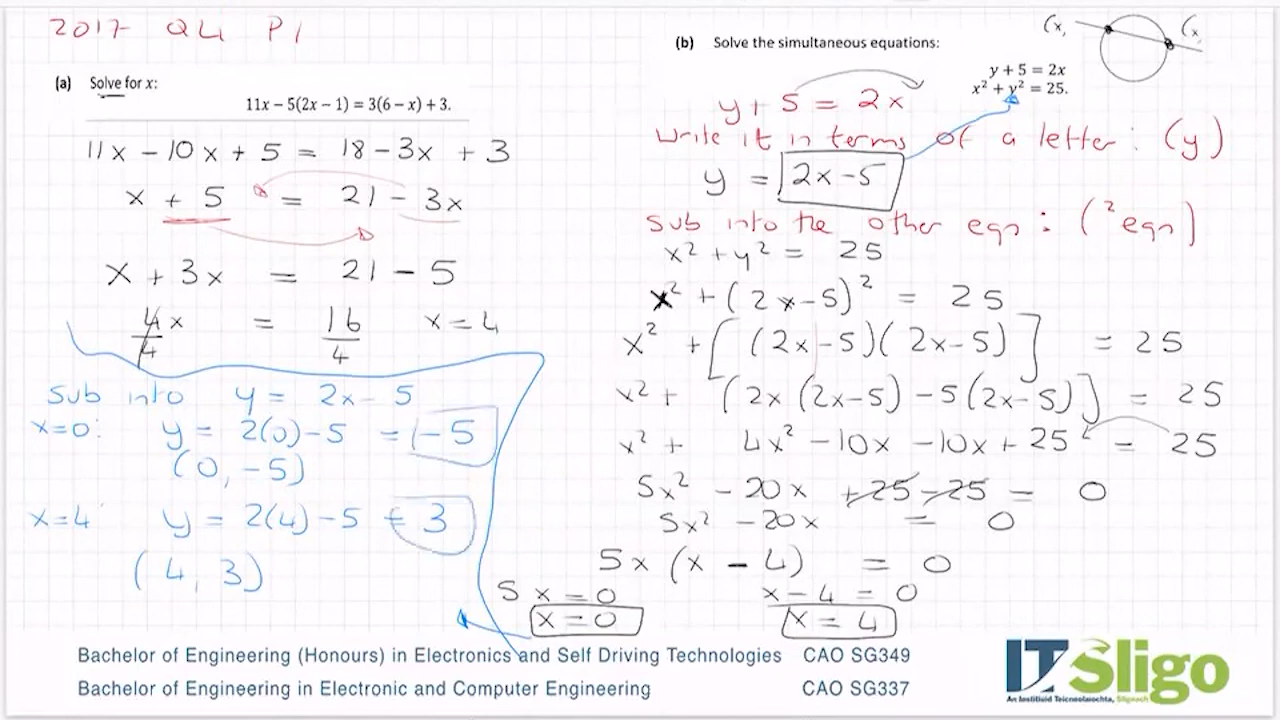 2017 Q4 P1
(a) Solve for x:
11x − 5(2x − 1) = 3(6 − x) + 3.
11x − 10x + 5 = 18 − 3x + 3
x + 5 = 21 − 3x
x + 3x = 21 − 5
4x/4 = 16/4 x = 4
Sub into y = 2x − 5
x=0: y = 2(0) − 5 = −5
(0, −5)
x=4: y = 2(4) − 5 = 3
(4, 3)
(b) Solve the simultaneous equations:
(x, (x,
y + 5 = 2x
x² + y² = 25.
y + 5 = 2x
Write it in terms of a letter: (y)
y = 2x − 5
Sub into the other eqn: (² eqn)
x² + y² = 25
x² + (2x − 5)² = 25
x² + [(2x − 5)(2x − 5)] = 25
x² + (2x(2x − 5) − 5(2x − 5)] = 25
x² + 4x² − 10x − 10x + 25 = 25
5x² − 20x + 25 − 25 = 0
5x² − 20x = 0
5x (x − 4) = 0
5x = 0 x − 4 = 0
x = 0 x = 4
Bachelor of Engineering (Honours) in Electronics and Self Driving Technologies CAO SG349
Bachelor of Engineering in Electronic and Computer Engineering CAO SG337
IT Sligo
An Institiúid Teicneolaíochta, Sligeach